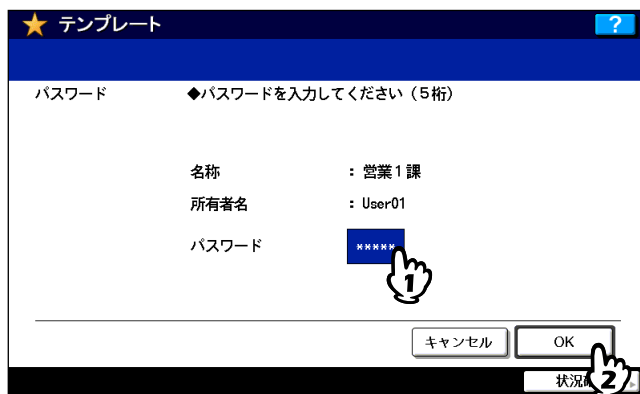 テンプレート ?
パスワード ◆パスワードを入力してください（5桁）
名称 : 営業1課
所有者名 : User01
パスワード *****
1
キャンセル OK
状況
2